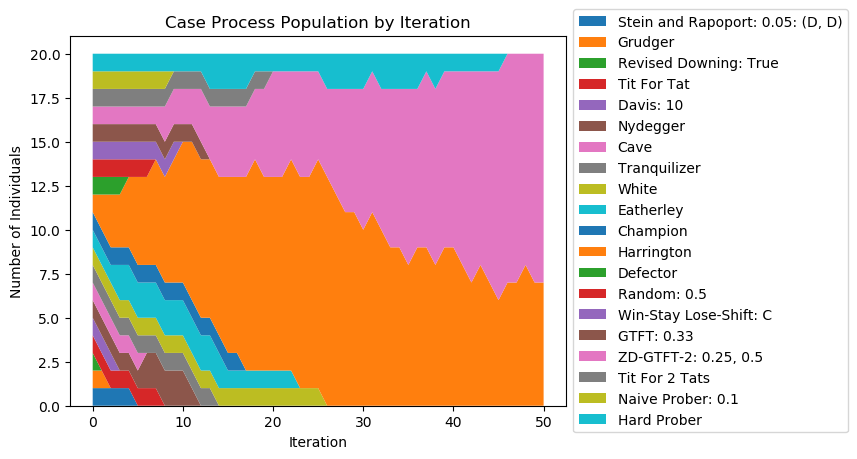 Case Process Population by Iteration
Number of Individuals
20.0
17.5
15.0
12.5
10.0
7.5
5.0
2.5
0.0
0
10
20
30
40
50
Iteration
Stein and Rapoport: 0.05: (D, D)
Grudger
Revised Downing: True
Tit For Tat
Davis: 10
Nydegger
Cave
Tranquilizer
White
Eatherley
Champion
Harrington
Defector
Random: 0.5
Win-Stay Lose-Shift: C
GTFT: 0.33
ZD-GTFT-2: 0.25, 0.5
Tit For 2 Tats
Naive Prober: 0.1
Hard Prober